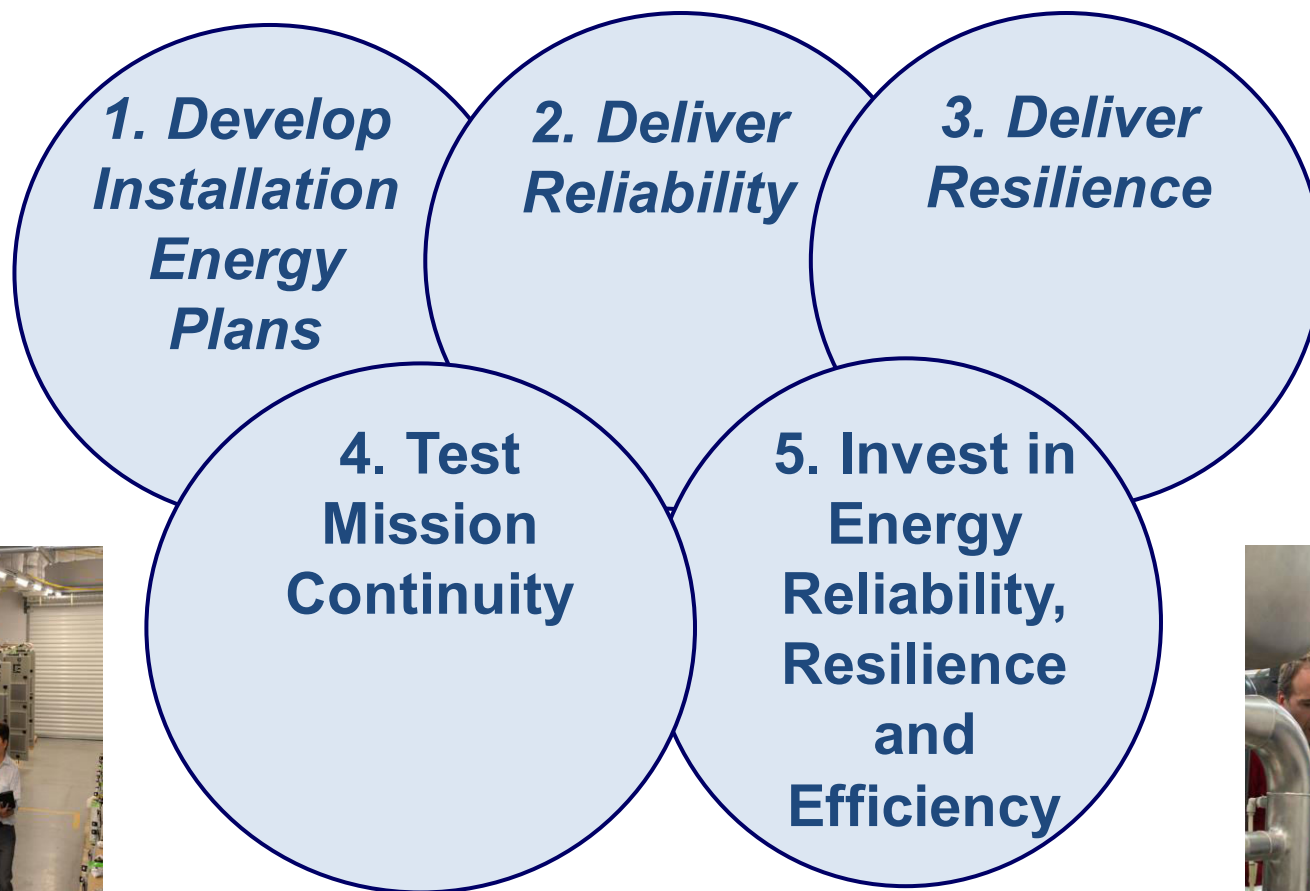 1. Develop
Installation
Energy
Plans
2. Deliver
Reliability
3. Deliver
Resilience
4. Test
Mission
Continuity
5. Invest in
Energy
Reliability,
Resilience
and
Efficiency